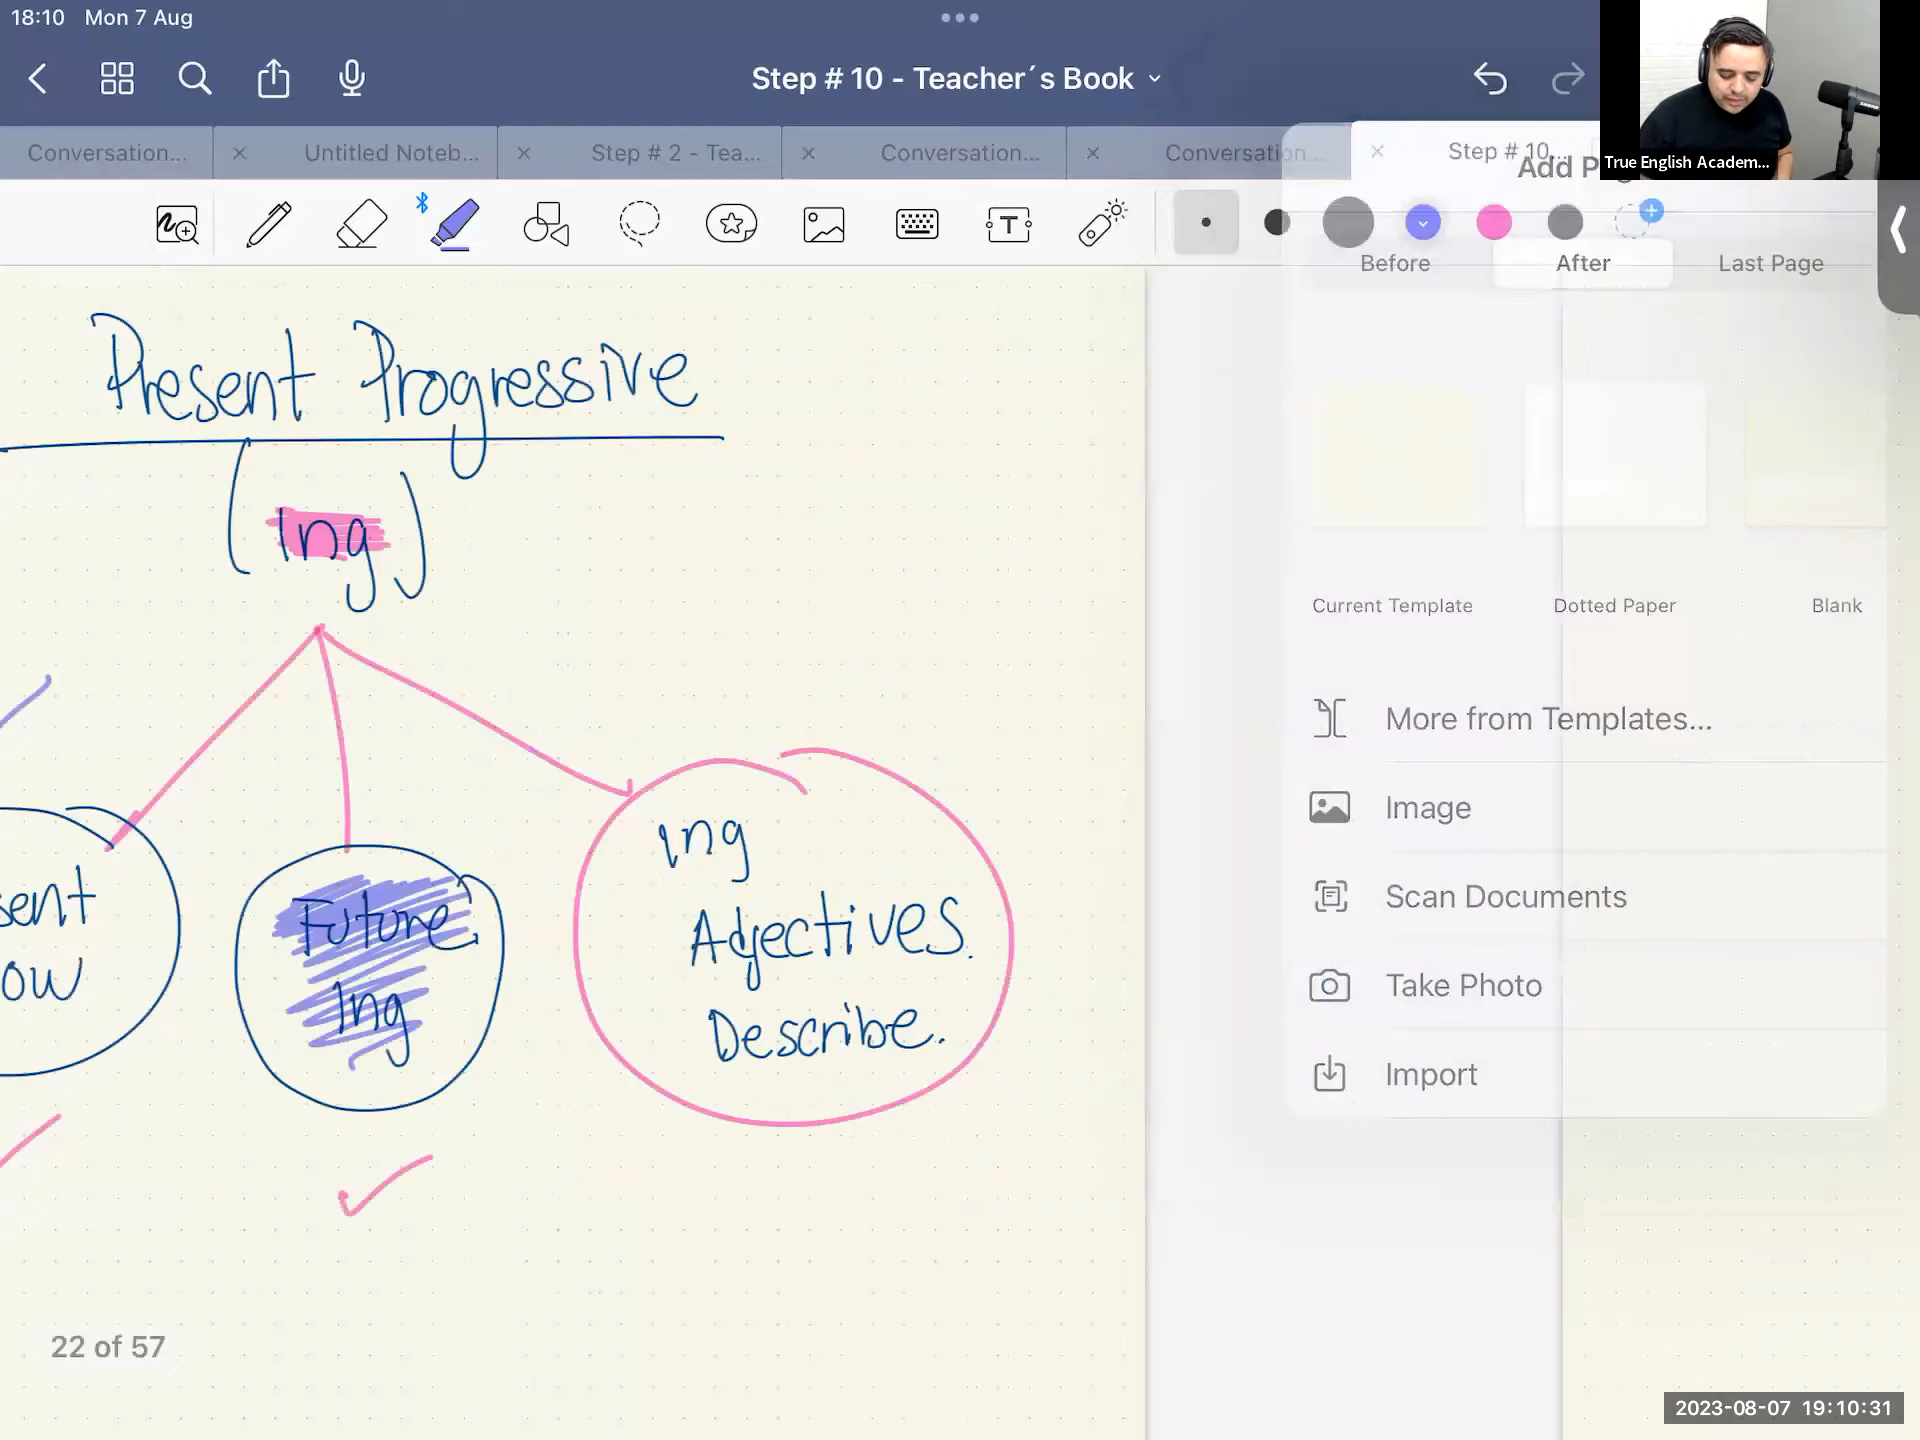 18:10 Mon 7 Aug
Step # 10 - Teacher´s Book
Conversation...
Untitled Noteb...
Step # 2 - Tea...
Conversation...
Conversation...
Step # 10...
True English Academ...
Before
After
Last Page
Present Progressive
(Ing)
Current Template
Dotted Paper
Blank
More from Templates...
Image
Scan Documents
Take Photo
Import
sent
ow
Future
Ing
ing
Adjectives.
Describe.
22 of 57
2023-08-07 19:10:31